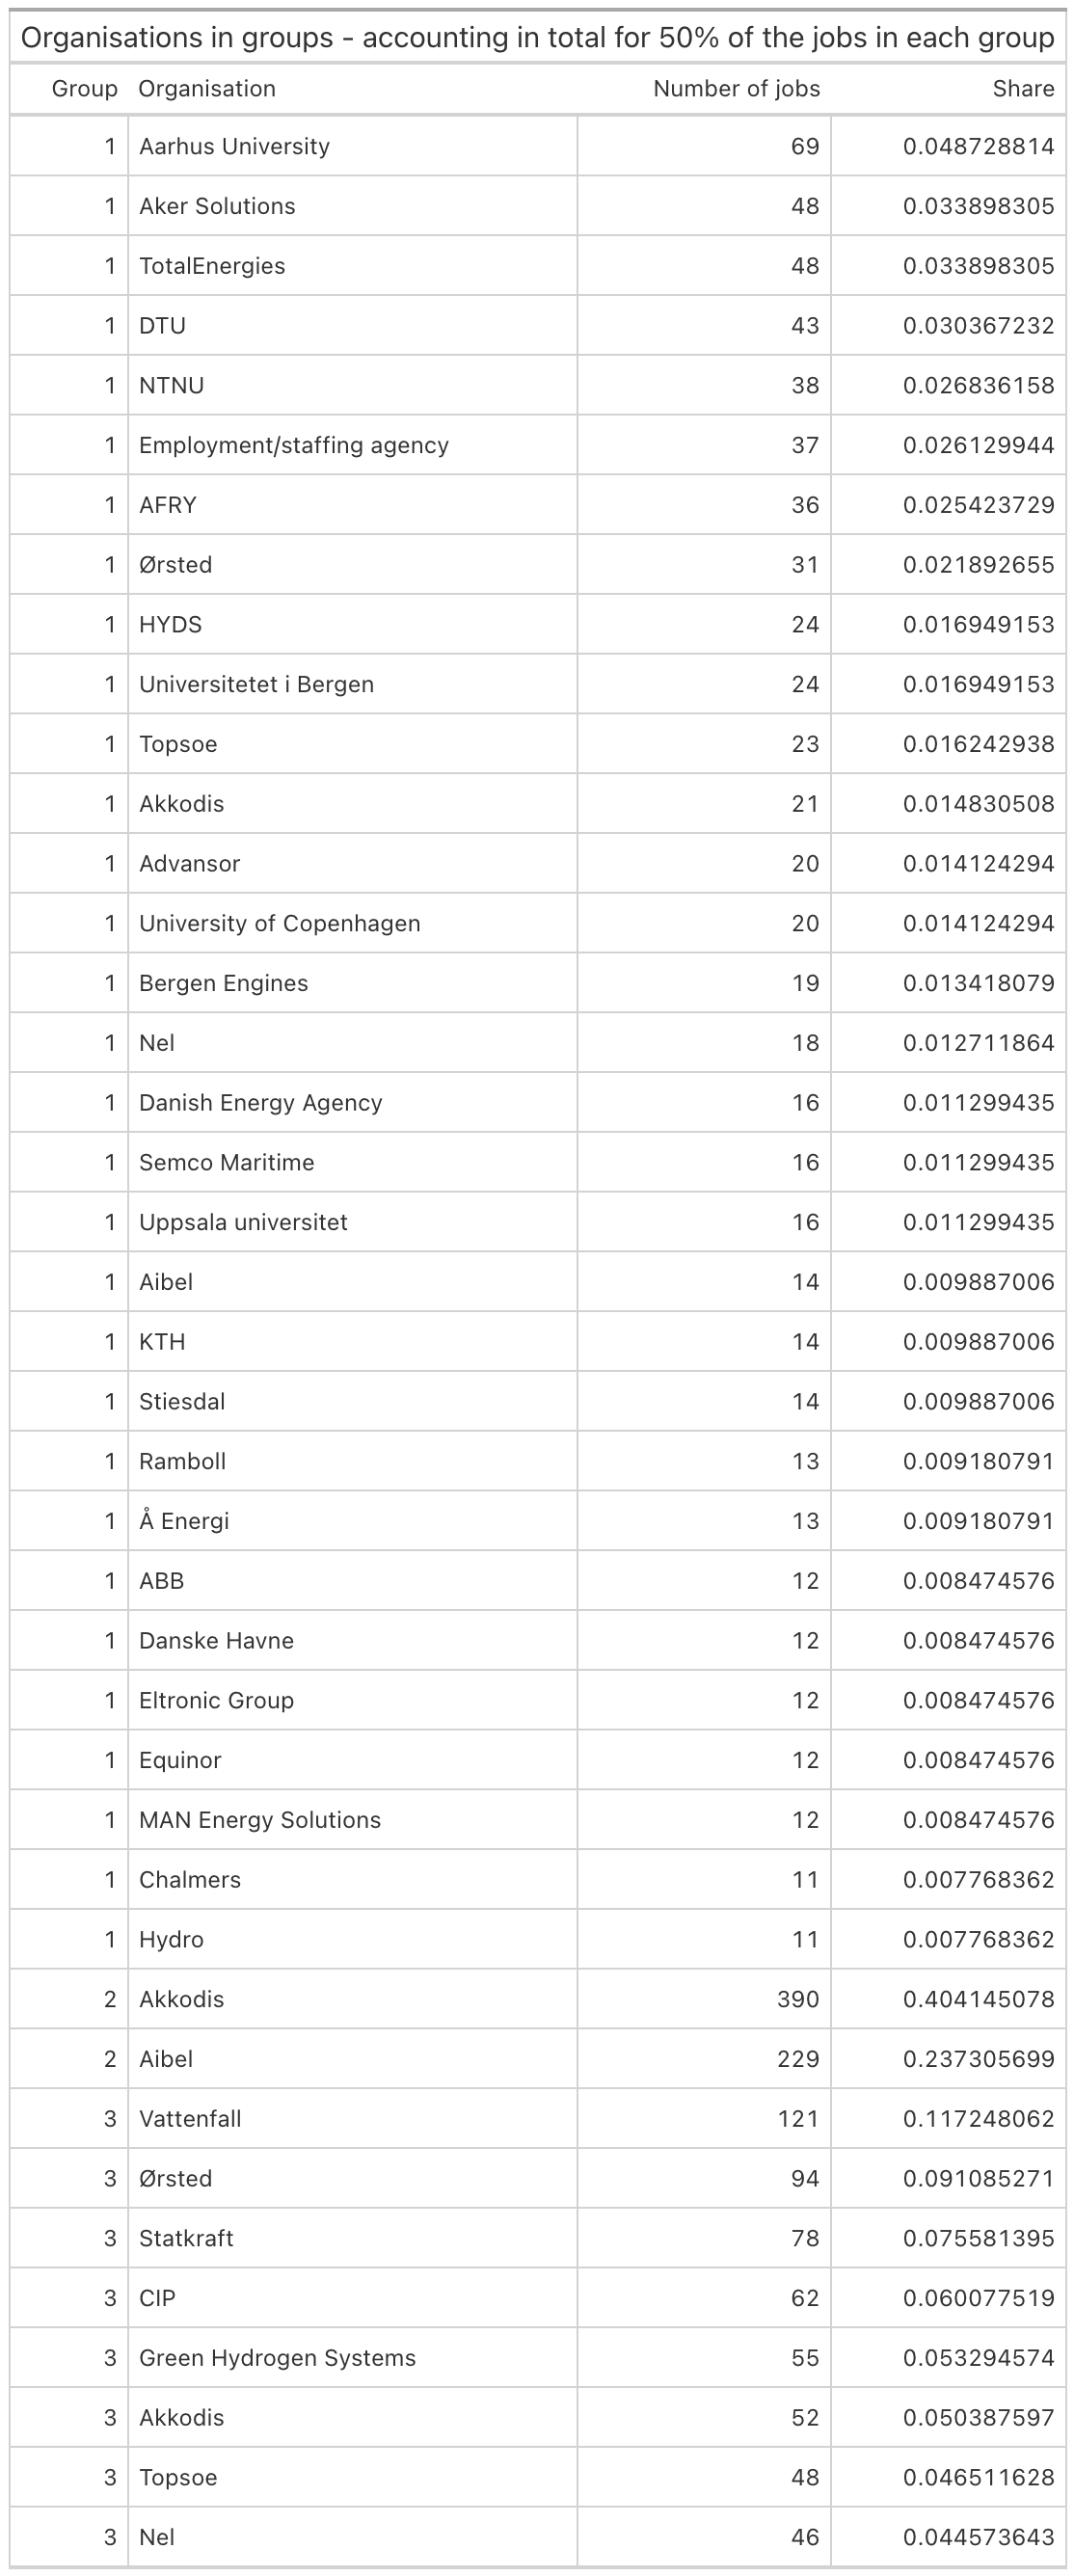 Organisations in groups - accounting in total for 50% of the jobs in each group
Group Organisation Number of jobs Share
1 Aarhus University 69 0.048728814
1 Aker Solutions 48 0.033898305
1 TotalEnergies 48 0.033898305
1 DTU 43 0.030367232
1 NTNU 38 0.026836158
1 Employment/staffing agency 37 0.026129944
1 AFRY 36 0.025423729
1 Ørsted 31 0.021892655
1 HYDS 24 0.016949153
1 Universitetet i Bergen 24 0.016949153
1 Topsoe 23 0.016242938
1 Akkodis 21 0.014830508
1 Advansor 20 0.014124294
1 University of Copenhagen 20 0.014124294
1 Bergen Engines 19 0.013418079
1 Nel 18 0.012711864
1 Danish Energy Agency 16 0.011299435
1 Semco Maritime 16 0.011299435
1 Uppsala universitet 16 0.011299435
1 Aibel 14 0.009887006
1 KTH 14 0.009887006
1 Stiesdal 14 0.009887006
1 Ramboll 13 0.009180791
1 Å Energi 13 0.009180791
1 ABB 12 0.008474576
1 Danske Havne 12 0.008474576
1 Eltronic Group 12 0.008474576
1 Equinor 12 0.008474576
1 MAN Energy Solutions 12 0.008474576
1 Chalmers 11 0.007768362
1 Hydro 11 0.007768362
2 Akkodis 390 0.404145078
2 Aibel 229 0.237305699
3 Vattenfall 121 0.117248062
3 Ørsted 94 0.091085271
3 Statkraft 78 0.075581395
3 CIP 62 0.060077519
3 Green Hydrogen Systems 55 0.053294574
3 Akkodis 52 0.050387597
3 Topsoe 48 0.046511628
3 Nel 46 0.044573643